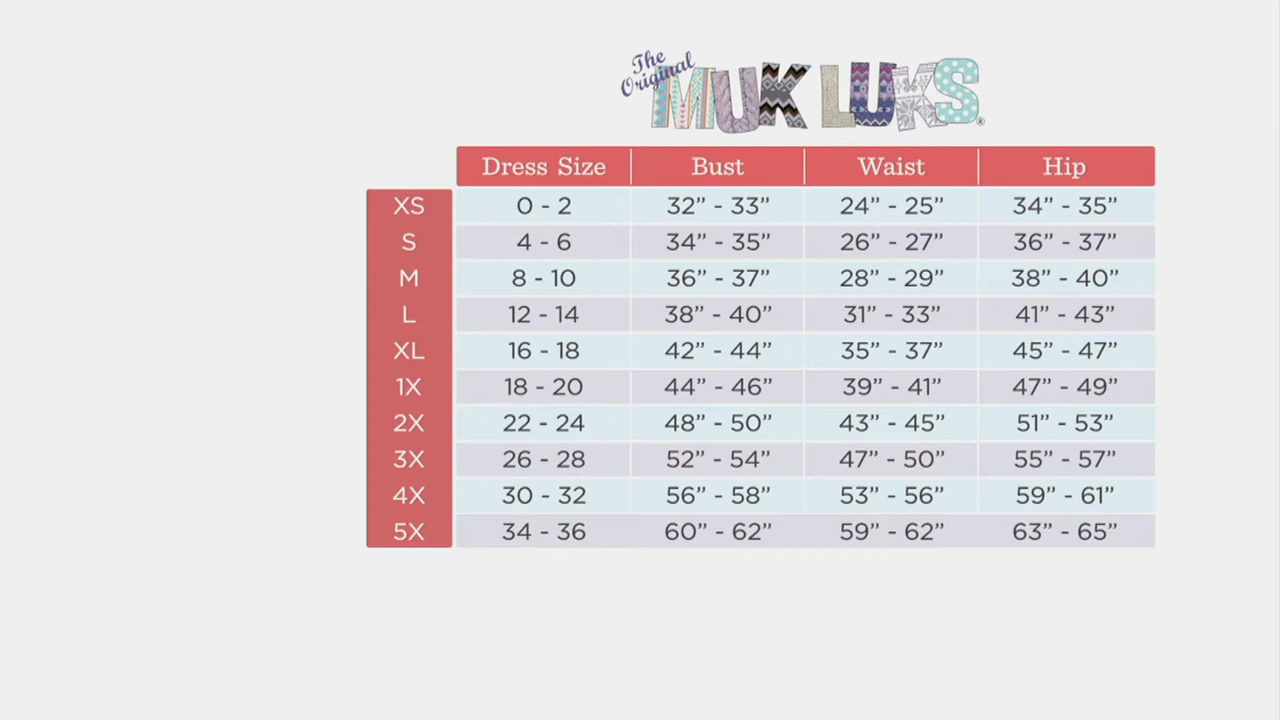 The Original MUK LUKS®
Dress Size Bust Waist Hip
XS 0 - 2 32” - 33” 24” - 25” 34” - 35”
S 4 - 6 34” - 35” 26” - 27” 36” - 37”
M 8 - 10 36” - 37” 28” - 29” 38” - 40”
L 12 - 14 38” - 40” 31” - 33” 41” - 43”
XL 16 - 18 42” - 44” 35” - 37” 45” - 47”
1X 18 - 20 44” - 46” 39” - 41” 47” - 49”
2X 22 - 24 48” - 50” 43” - 45” 51” - 53”
3X 26 - 28 52” - 54” 47” - 50” 55” - 57”
4X 30 - 32 56” - 58” 53” - 56” 59” - 61”
5X 34 - 36 60” - 62” 59” - 62” 63” - 65”